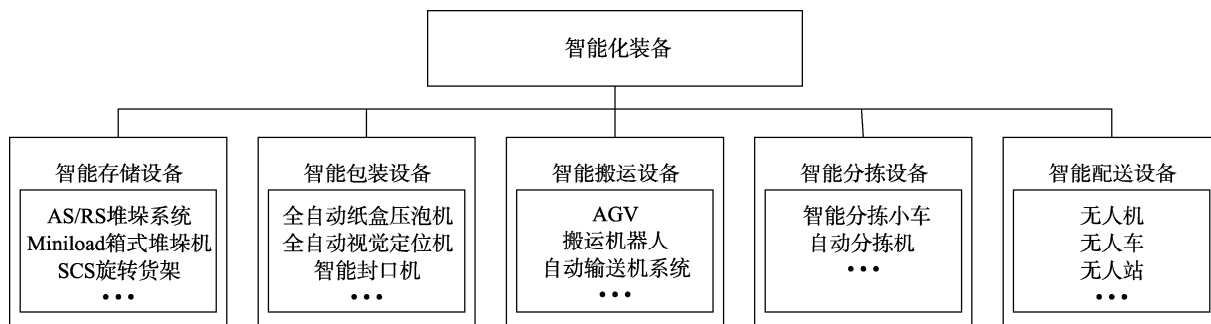 智能化装备
智能存储设备
AS/RS堆垛系统
Miniload箱式堆垛机
SCS旋转货架
•••
智能包装设备
全自动纸盒压泡机
全自动视觉定位机
智能封口机
•••
智能搬运设备
AGV
搬运机器人
自动输送机系统
•••
智能分拣设备
智能分拣小车
自动分拣机
•••
智能配送设备
无人机
无人车
无人站
•••